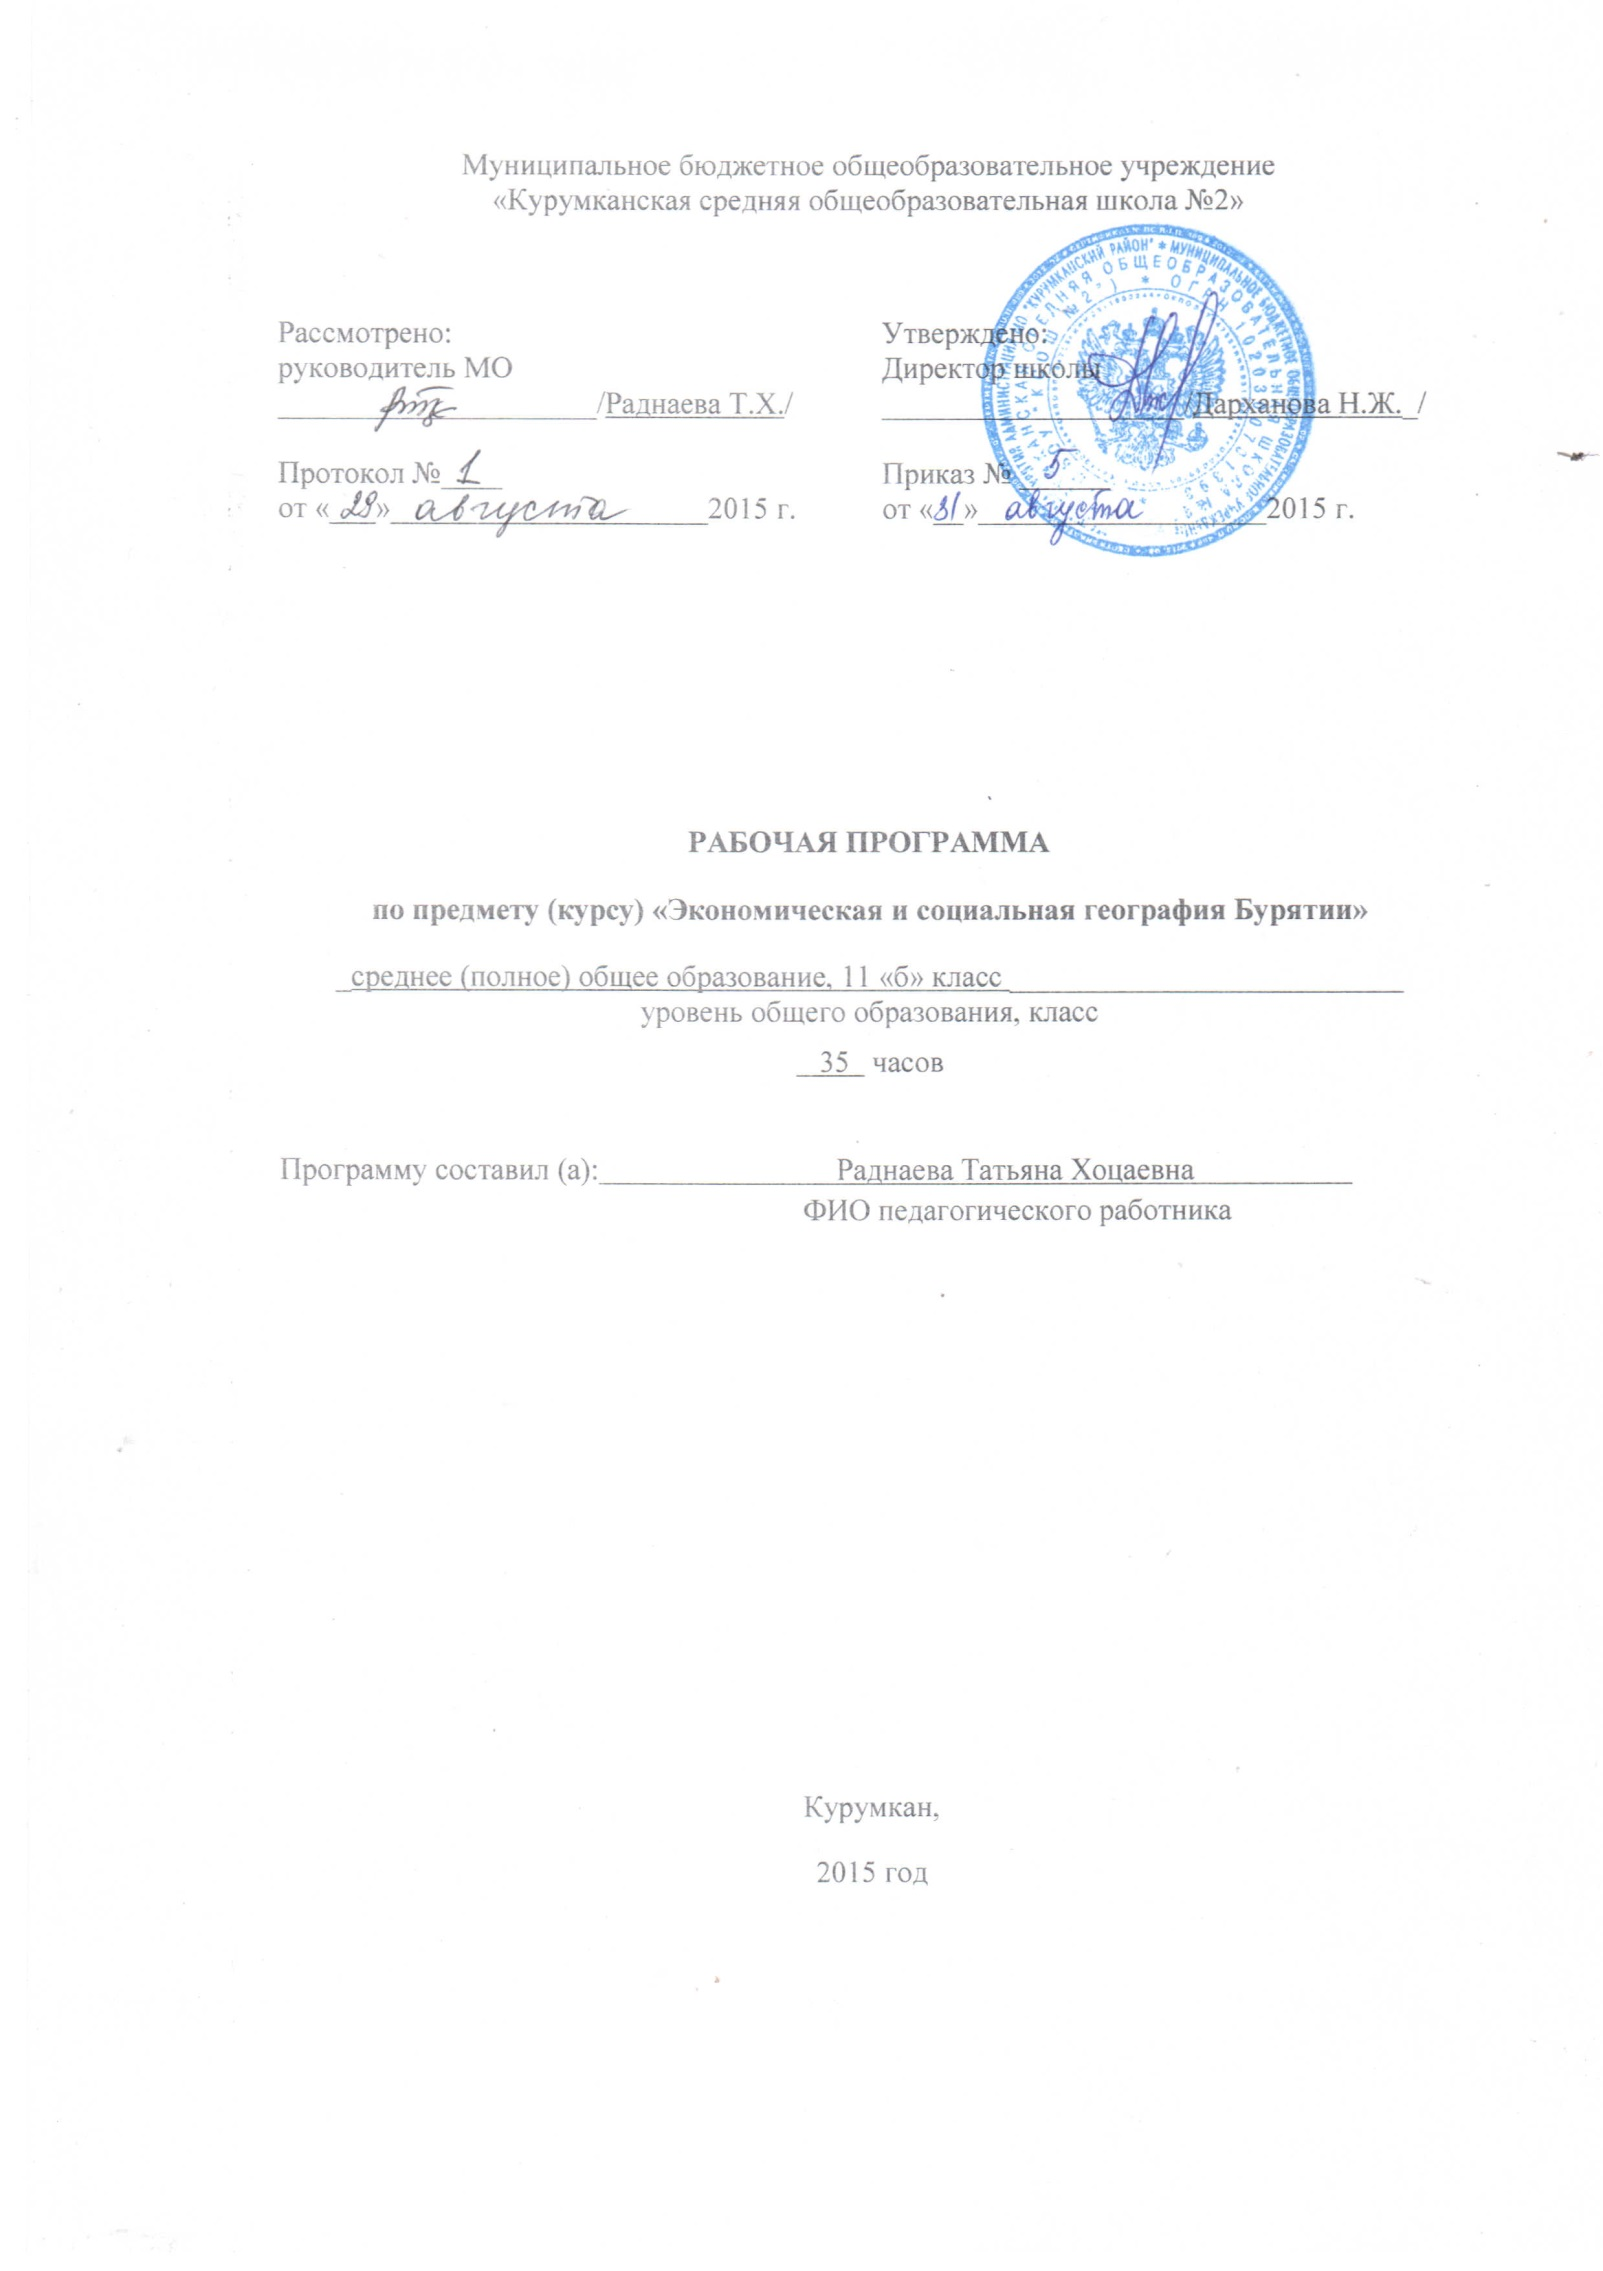 Муниципальное бюджетное общеобразовательное учреждение
«Курумканская средняя общеобразовательная школа №2»
Рассмотрено:
руководитель МО
/Раднаева Т.Х./
Протокол № 1
от «29» августа 2015 г.
Утверждено:
Директор школы
/Дарханова Н.Ж. /
Приказ № 5
от «31» августа 2015 г.
РАБОЧАЯ ПРОГРАММА
по предмету (курсу) «Экономическая и социальная география Бурятии»
среднее (полное) общее образование, 11 «б» класс
уровень общего образования, класс
35 часов
Программу составил (а): Раднаева Татьяна Хоцаевна
ФИО педагогического работника
Курумкан,
2015 год